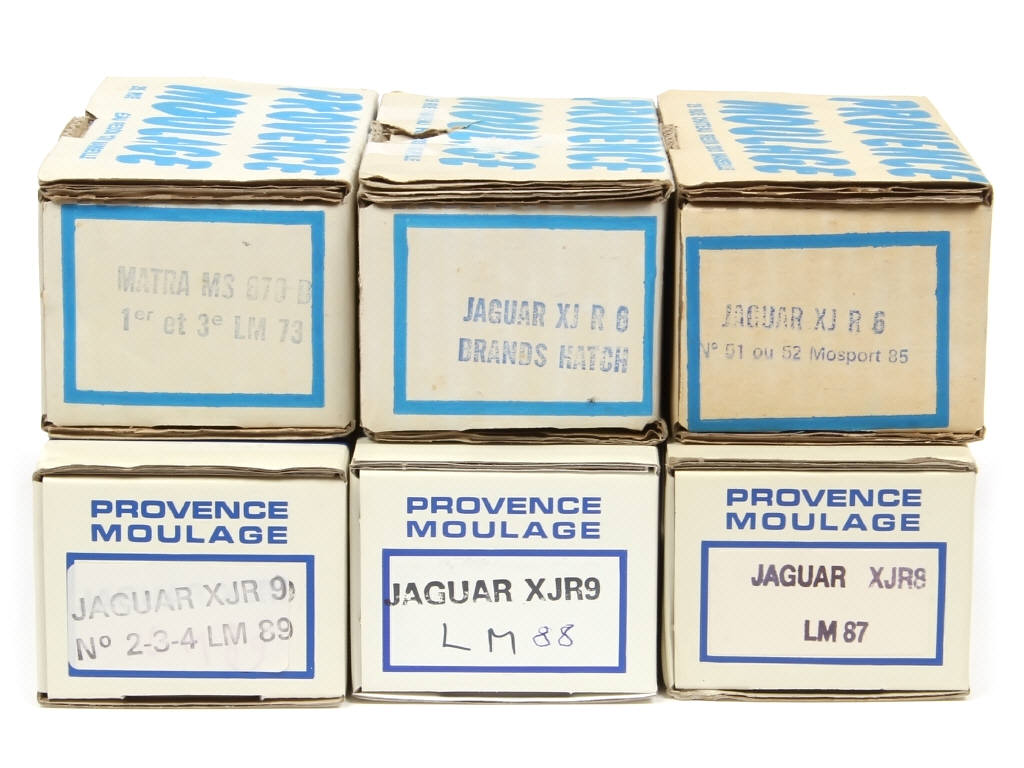 PROVENCE
MOULAGE
PROVENCE
MOULAGE
PROVENCE
MOULAGE
MATRA MS 670 B
1er et 3e LM 73
JAGUAR XJ R 6
BRANDS HATCH
JAGUAR XJ R 6
N° 51 ou 52 Mosport 85
PROVENCE
MOULAGE
JAGUAR XJR 9
N° 2-3-4 LM 89
PROVENCE
MOULAGE
JAGUAR XJR9
LM 88
PROVENCE
MOULAGE
JAGUAR XJR8
LM 87